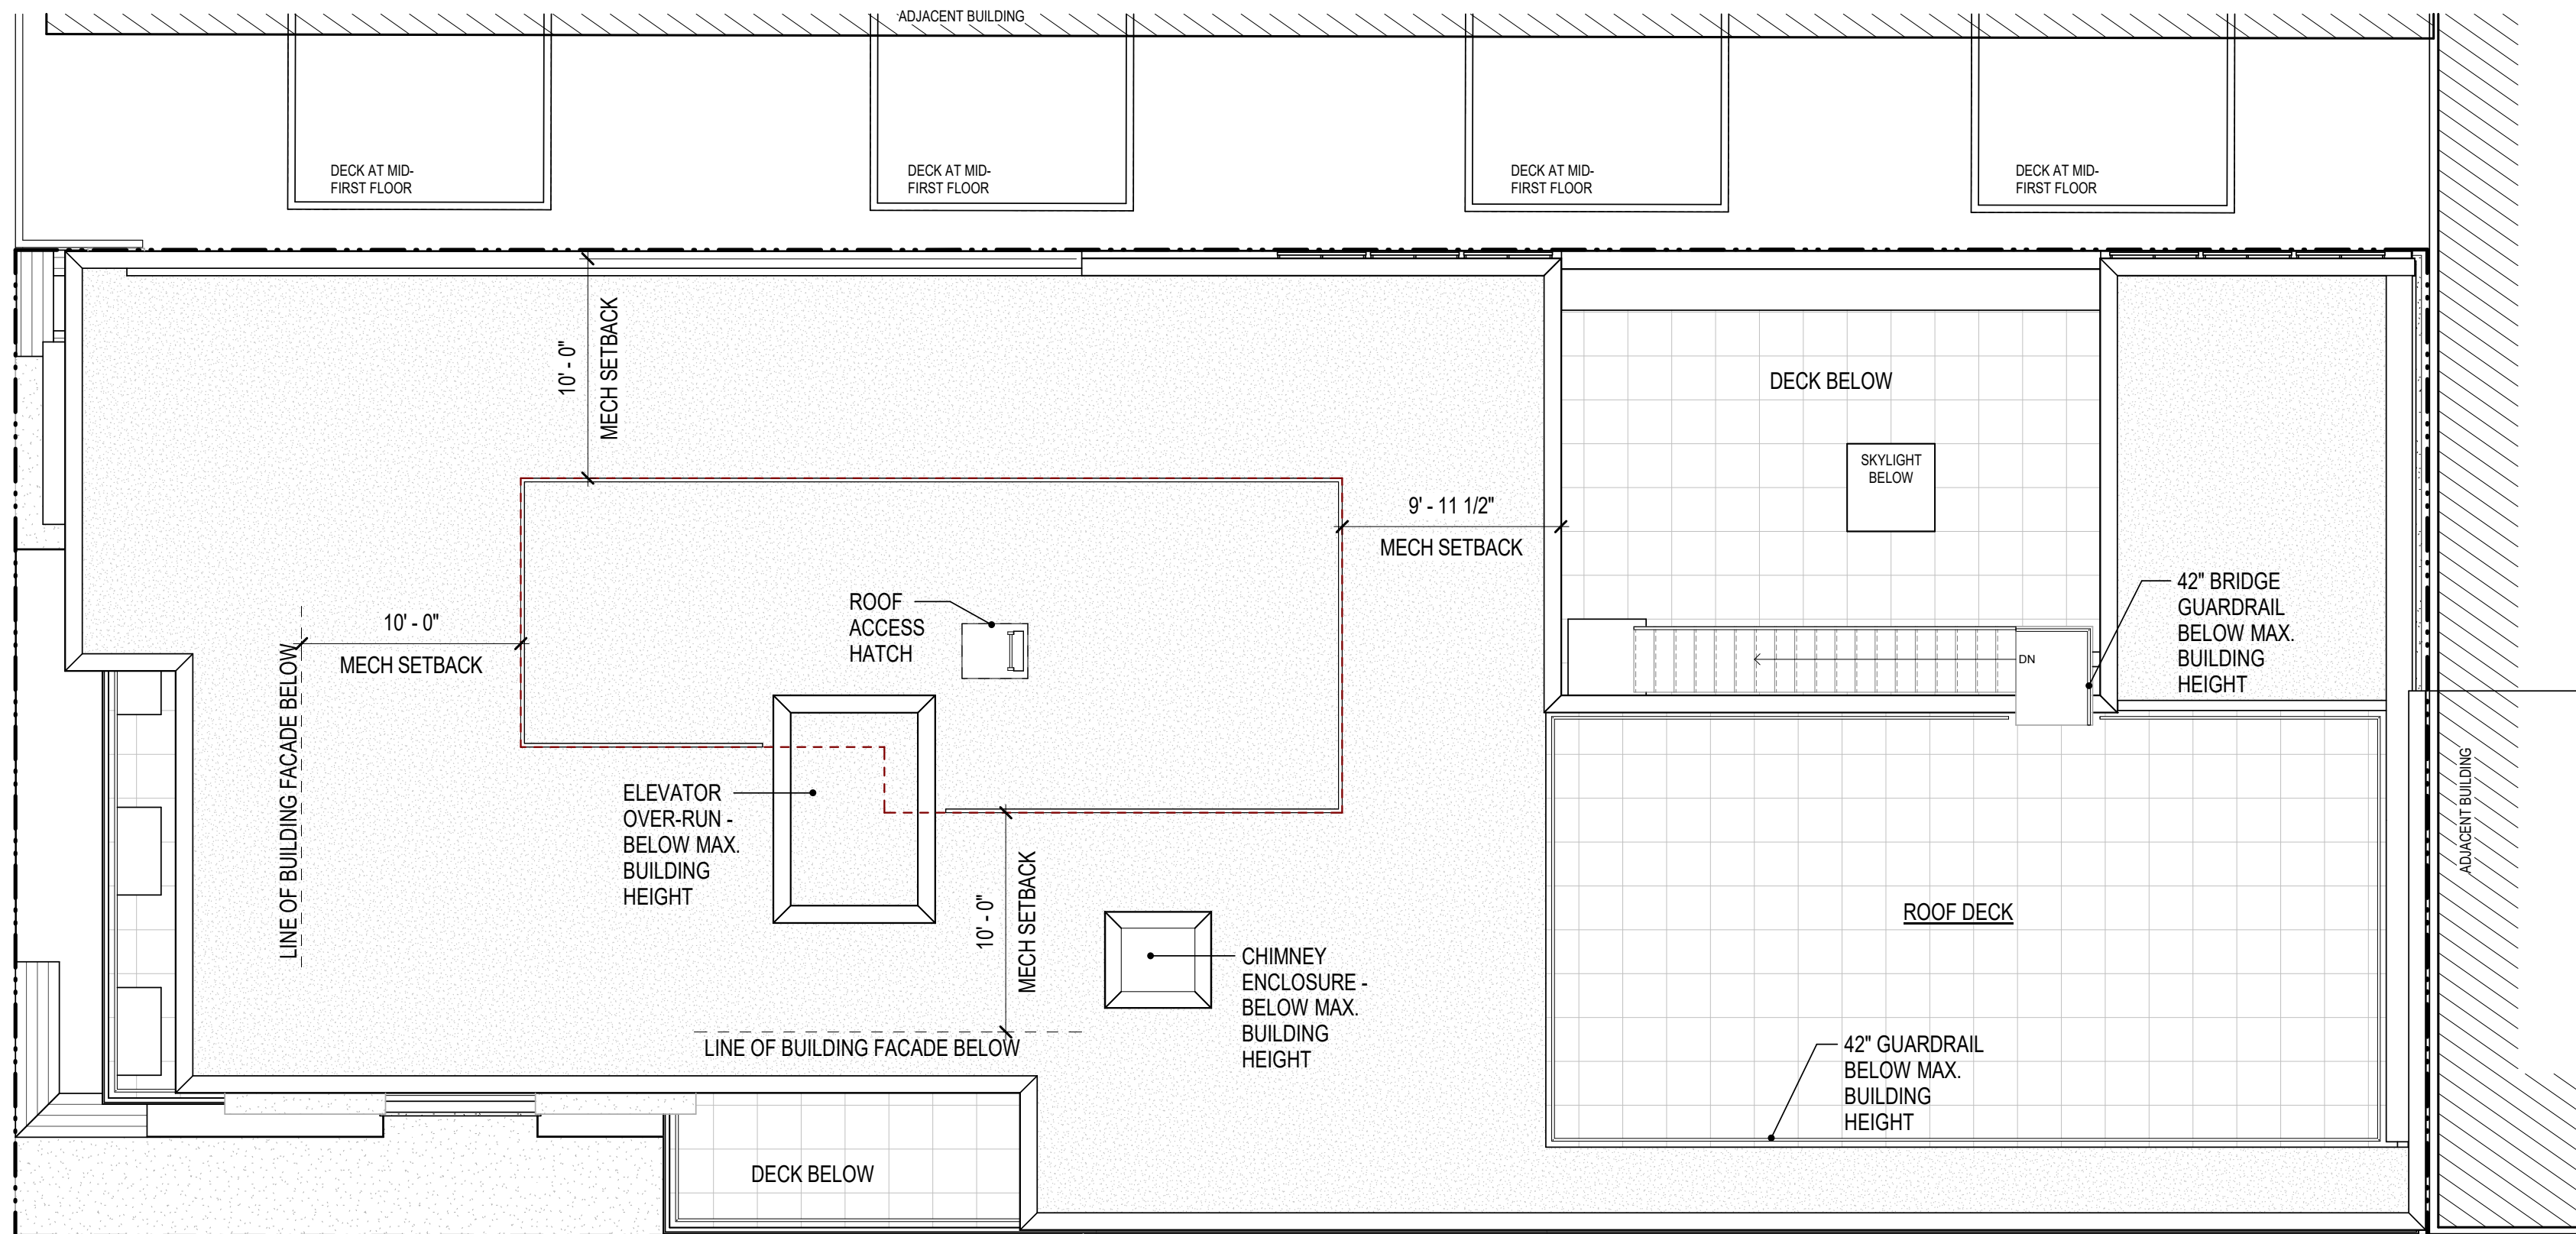 ADJACENT BUILDING
DECK AT MID-
FIRST FLOOR
DECK AT MID-
FIRST FLOOR
DECK AT MID-
FIRST FLOOR
DECK AT MID-
FIRST FLOOR
10' - 0"
MECH SETBACK
DECK BELOW
SKYLIGHT
BELOW
9' - 11 1/2"
MECH SETBACK
42" BRIDGE
GUARDRAIL
BELOW MAX.
BUILDING
HEIGHT
ROOF
ACCESS
HATCH
10' - 0"
MECH SETBACK
LINE OF BUILDING FACADE BELOW
DN
ELEVATOR
OVER-RUN -
BELOW MAX.
BUILDING
HEIGHT
ADJACENT BUILDING
10' - 0"
MECH SETBACK
ROOF DECK
CHIMNEY
ENCLOSURE -
BELOW MAX.
BUILDING
HEIGHT
LINE OF BUILDING FACADE BELOW
42" GUARDRAIL
BELOW MAX.
BUILDING
HEIGHT
DECK BELOW